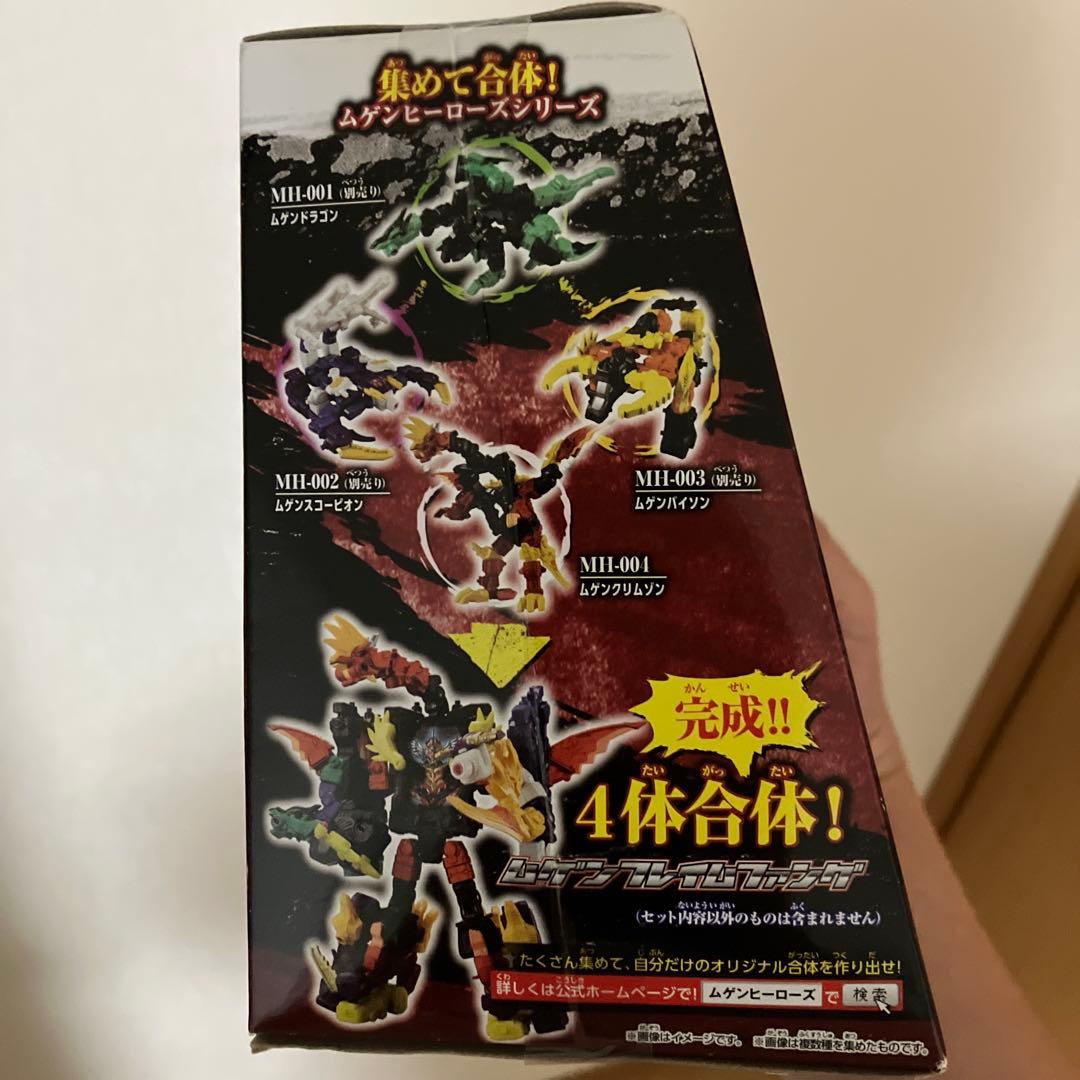 集めて合体!
ムゲンヒーローズシリーズ
MH-001(別売り)
ムゲンドラゴン
MH-002(別売り)
ムゲンスコーピオン
MH-003(別売り)
ムゲンバイソン
MH-004
ムゲンクリムゾン
完成!!
4体合体!
ムゲンフレイムファング
(セット内容以外のものは含まれません)
たくさん集めて、自分だけのオリジナル合体を作り出せ!
詳しくは公式ホームページで! ムゲンヒーローズ で 検索
※画像はイメージです。 ※画像は複数種を集めたものです。